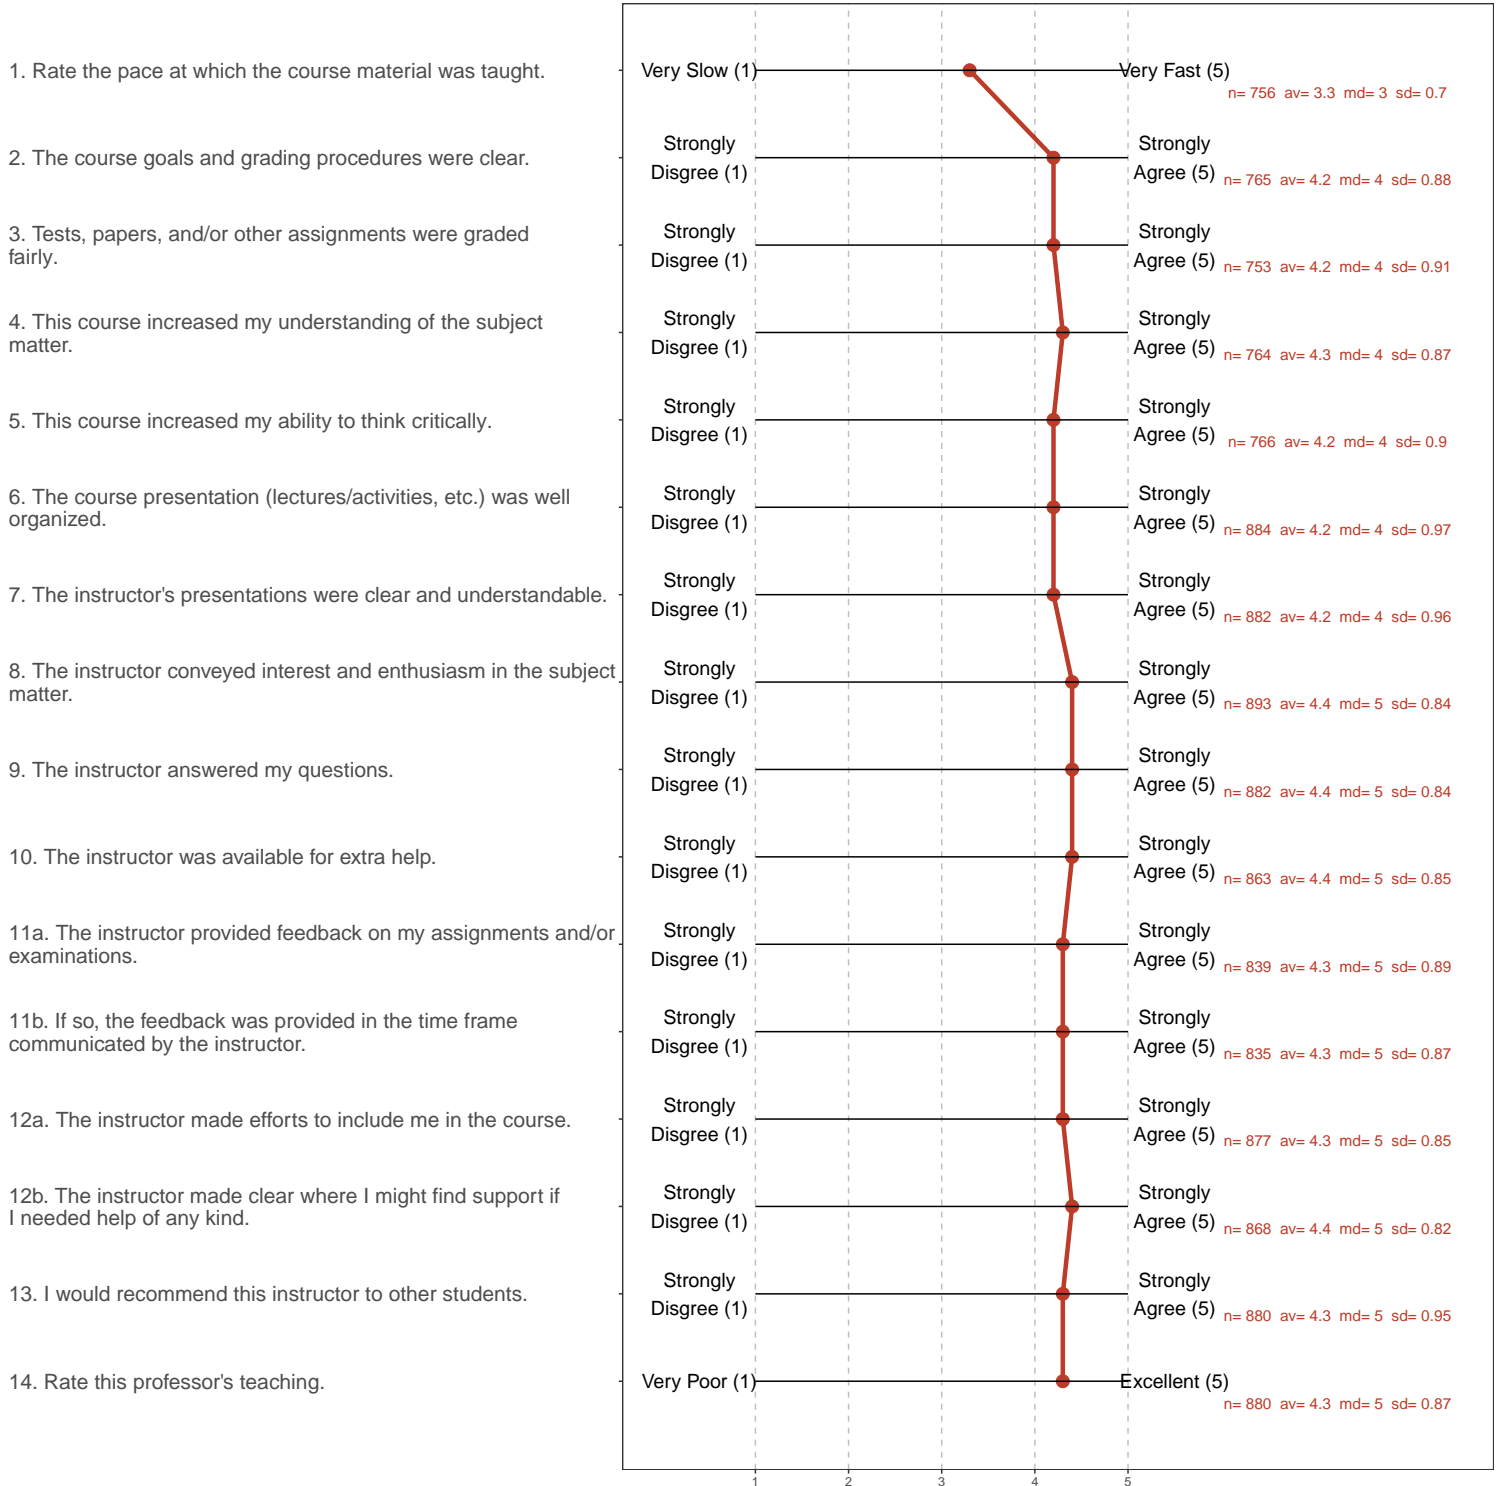 1. Rate the pace at which the course material was taught.
Very Slow (1)
Very Fast (5)
n= 756 av= 3.3 md= 3 sd= 0.7
2. The course goals and grading procedures were clear.
Strongly
Disgree (1)
Strongly
Agree (5)
n= 765 av= 4.2 md= 4 sd= 0.88
3. Tests, papers, and/or other assignments were graded
fairly.
Strongly
Disgree (1)
Strongly
Agree (5)
n= 753 av= 4.2 md= 4 sd= 0.91
4. This course increased my understanding of the subject
matter.
Strongly
Disgree (1)
Strongly
Agree (5)
n= 764 av= 4.3 md= 4 sd= 0.87
5. This course increased my ability to think critically.
Strongly
Disgree (1)
Strongly
Agree (5)
n= 766 av= 4.2 md= 4 sd= 0.9
6. The course presentation (lectures/activities, etc.) was well
organized.
Strongly
Disgree (1)
Strongly
Agree (5)
n= 884 av= 4.2 md= 4 sd= 0.97
7. The instructor's presentations were clear and understandable.
Strongly
Disgree (1)
Strongly
Agree (5)
n= 882 av= 4.2 md= 4 sd= 0.96
8. The instructor conveyed interest and enthusiasm in the subject
matter.
Strongly
Disgree (1)
Strongly
Agree (5)
n= 893 av= 4.4 md= 5 sd= 0.84
9. The instructor answered my questions.
Strongly
Disgree (1)
Strongly
Agree (5)
n= 882 av= 4.4 md= 5 sd= 0.84
10. The instructor was available for extra help.
Strongly
Disgree (1)
Strongly
Agree (5)
n= 863 av= 4.4 md= 5 sd= 0.85
11a. The instructor provided feedback on my assignments and/or
examinations.
Strongly
Disgree (1)
Strongly
Agree (5)
n= 839 av= 4.3 md= 5 sd= 0.89
11b. If so, the feedback was provided in the time frame
communicated by the instructor.
Strongly
Disgree (1)
Strongly
Agree (5)
n= 835 av= 4.3 md= 5 sd= 0.87
12a. The instructor made efforts to include me in the course.
Strongly
Disgree (1)
Strongly
Agree (5)
n= 877 av= 4.3 md= 5 sd= 0.85
12b. The instructor made clear where I might find support if
I needed help of any kind.
Strongly
Disgree (1)
Strongly
Agree (5)
n= 868 av= 4.4 md= 5 sd= 0.82
13. I would recommend this instructor to other students.
Strongly
Disgree (1)
Strongly
Agree (5)
n= 880 av= 4.3 md= 5 sd= 0.95
14. Rate this professor's teaching.
Very Poor (1)
Excellent (5)
n= 880 av= 4.3 md= 5 sd= 0.87
1 2 3 4 5